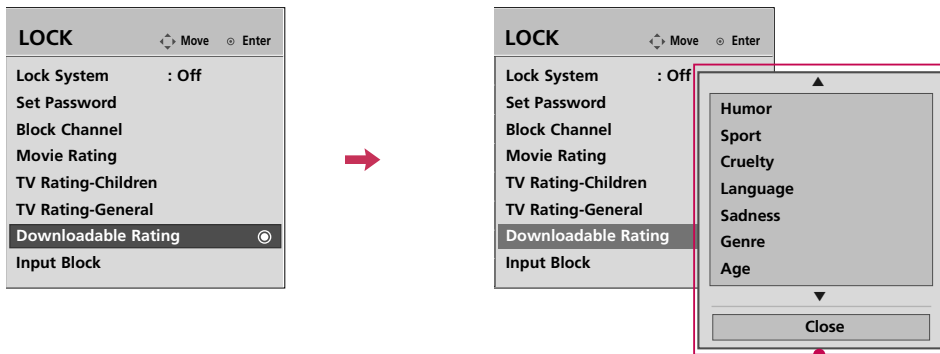 LOCK Move Enter
Lock System : Off
Set Password
Block Channel
Movie Rating
TV Rating-Children
TV Rating-General
Downloadable Rating
Input Block
LOCK Move Enter
Lock System : Off
Set Password
Block Channel
Movie Rating
TV Rating-Children
TV Rating-General
Downloadable Rating
Input Block
Humor
Sport
Cruelty
Language
Sadness
Genre
Age
Close